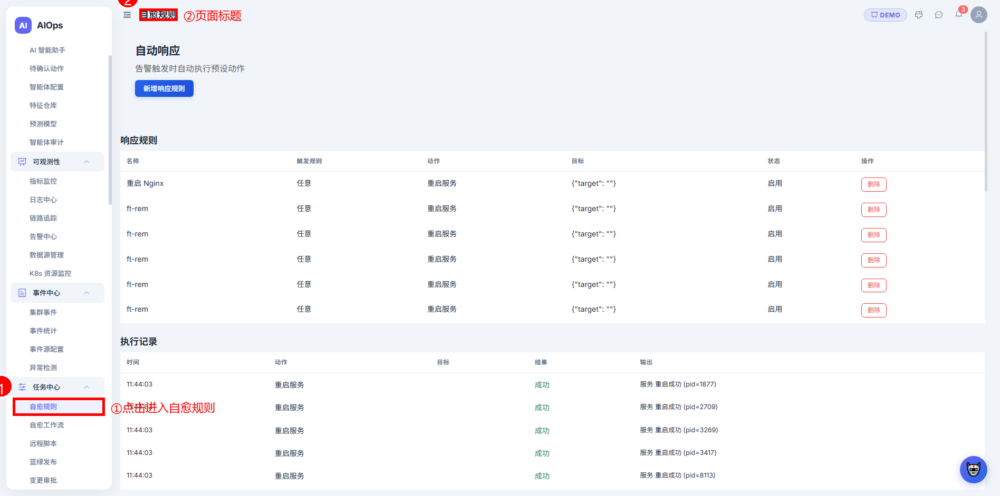 AI AIOps
AI 智能助手
待确认动作
智能体配置
特征仓库
预测模型
智能体审计
可观测性
指标监控
日志中心
链路追踪
告警中心
数据源管理
K8s 资源监控
事件中心
集群事件
事件统计
事件源配置
异常检测
1
任务中心
自愈规则
①点击进入自愈规则
自愈工作流
远程脚本
蓝绿发布
变更审批
2
自愈规则 ②页面标题
DEMO
3
自动响应
告警触发时自动执行预设动作
新增响应规则
响应规则
名称 触发规则 动作 目标 状态 操作
重启 Nginx 任意 重启服务 {"target": ""} 启用 删除
ft-rem 任意 重启服务 {"target": ""} 启用 删除
ft-rem 任意 重启服务 {"target": ""} 启用 删除
ft-rem 任意 重启服务 {"target": ""} 启用 删除
ft-rem 任意 重启服务 {"target": ""} 启用 删除
ft-rem 任意 重启服务 {"target": ""} 启用 删除
执行记录
时间 动作 目标 结果 输出
11:44:03 重启服务 成功 服务 重启成功 (pid=1877)
11:44:03 重启服务 成功 服务 重启成功 (pid=2709)
11:44:03 重启服务 成功 服务 重启成功 (pid=3269)
11:44:03 重启服务 成功 服务 重启成功 (pid=3417)
11:44:03 重启服务 成功 服务 重启成功 (pid=8113)